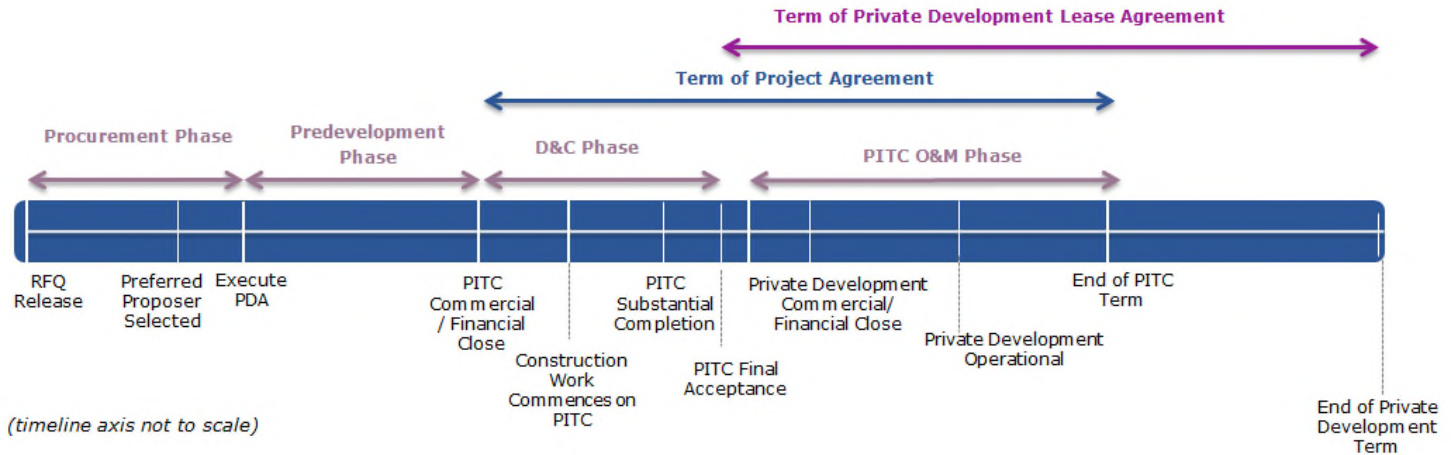 Term of Private Development Lease Agreement
Term of Project Agreement
Procurement Phase
Predevelopment
Phase
D&C Phase
PITC O&M Phase
RFQ
Release
Preferred
Proposer
Selected
Execute
PDA
PITC
Commercial
/ Financial
Close
Construction
Work
Commences on
PITC
PITC
Substantial
Completion
PITC Final
Acceptance
Private Development
Commercial/
Financial Close
Private Development
Operational
End of PITC
Term
End of Private
Development
Term
(timeline axis not to scale)